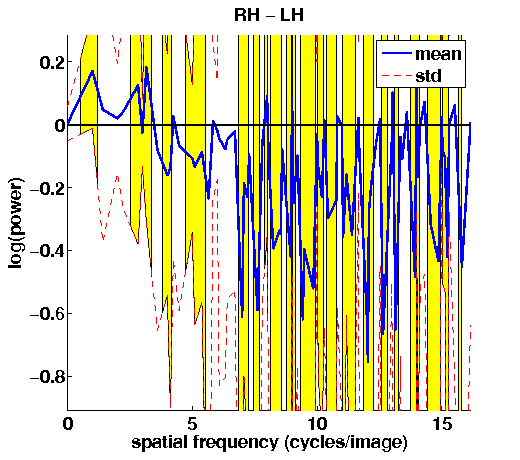 RH − LH
mean
std
0.2
0
−0.2
−0.4
−0.6
−0.8
log(power)
0 5 10 15
spatial frequency (cycles/image)